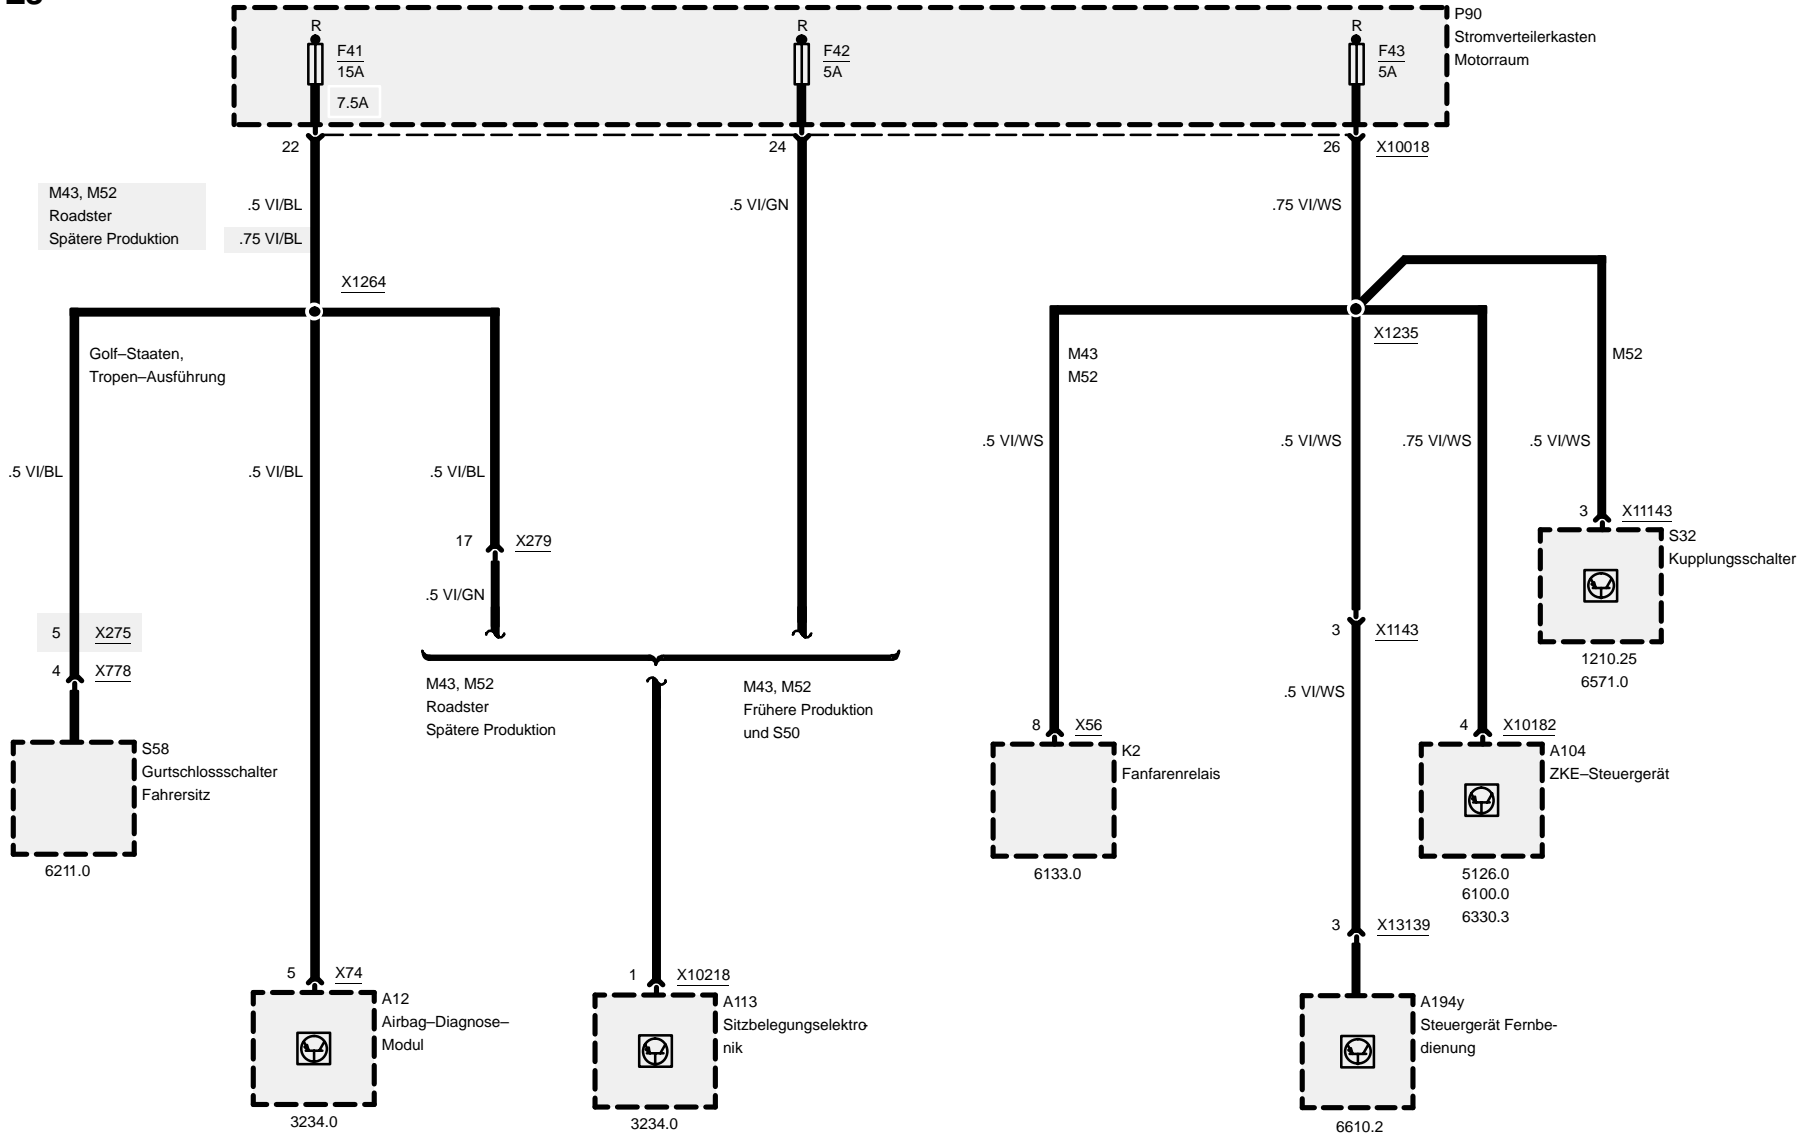 P90
Stromverteilerkasten
Motorraum
R
F41
15A
7.5A
R
F42
5A
R
F43
5A
22
24
26
X10018
M43, M52
Roadster
Spätere Produktion
.5 VI/BL
.75 VI/BL
.5 VI/GN
.75 VI/WS
X1264
X1235
Golf–Staaten,
Tropen–Ausführung
M43
M52
M52
.5 VI/BL
.5 VI/BL
.5 VI/BL
.5 VI/WS
.5 VI/WS
.75 VI/WS
.5 VI/WS
17
X279
.5 VI/GN
3
X11143
S32
Kupplungsschalter
1210.25
6571.0
5
X275
4
X778
3
X1143
.5 VI/WS
M43, M52
Roadster
Spätere Produktion
M43, M52
Frühere Produktion
und S50
S58
Gurtschlossschalter
Fahrersitz
6211.0
8
X56
K2
Fanfarenrelais
6133.0
4
X10182
A104
ZKE–Steuergerät
5126.0
6100.0
6330.3
3
X13139
5
X74
A12
Airbag–Diagnose–
Modul
3234.0
1
X10218
A113
Sitzbelegungselektro-
nik
3234.0
A194y
Steuergerät Fernbe-
dienung
6610.2